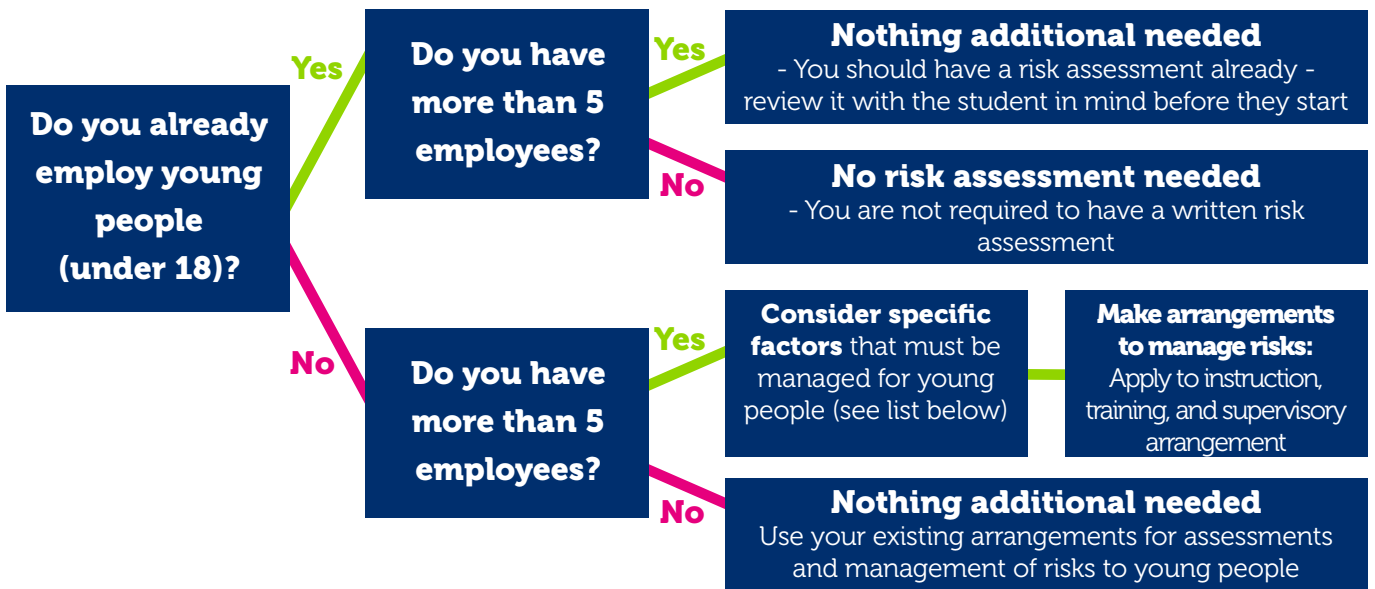 Do you already
employ young
people
(under 18)?
Yes
No
Do you have
more than 5
employees?
Yes
No
Nothing additional needed
- You should have a risk assessment already -
review it with the student in mind before they start
No risk assessment needed
- You are not required to have a written risk
assessment
Do you have
more than 5
employees?
Yes
No
Consider specific
factors that must be
managed for young
people (see list below)
Make arrangements
to manage risks:
Apply to instruction,
training, and supervisory
arrangement
Nothing additional needed
Use your existing arrangements for assessments
and management of risks to young people